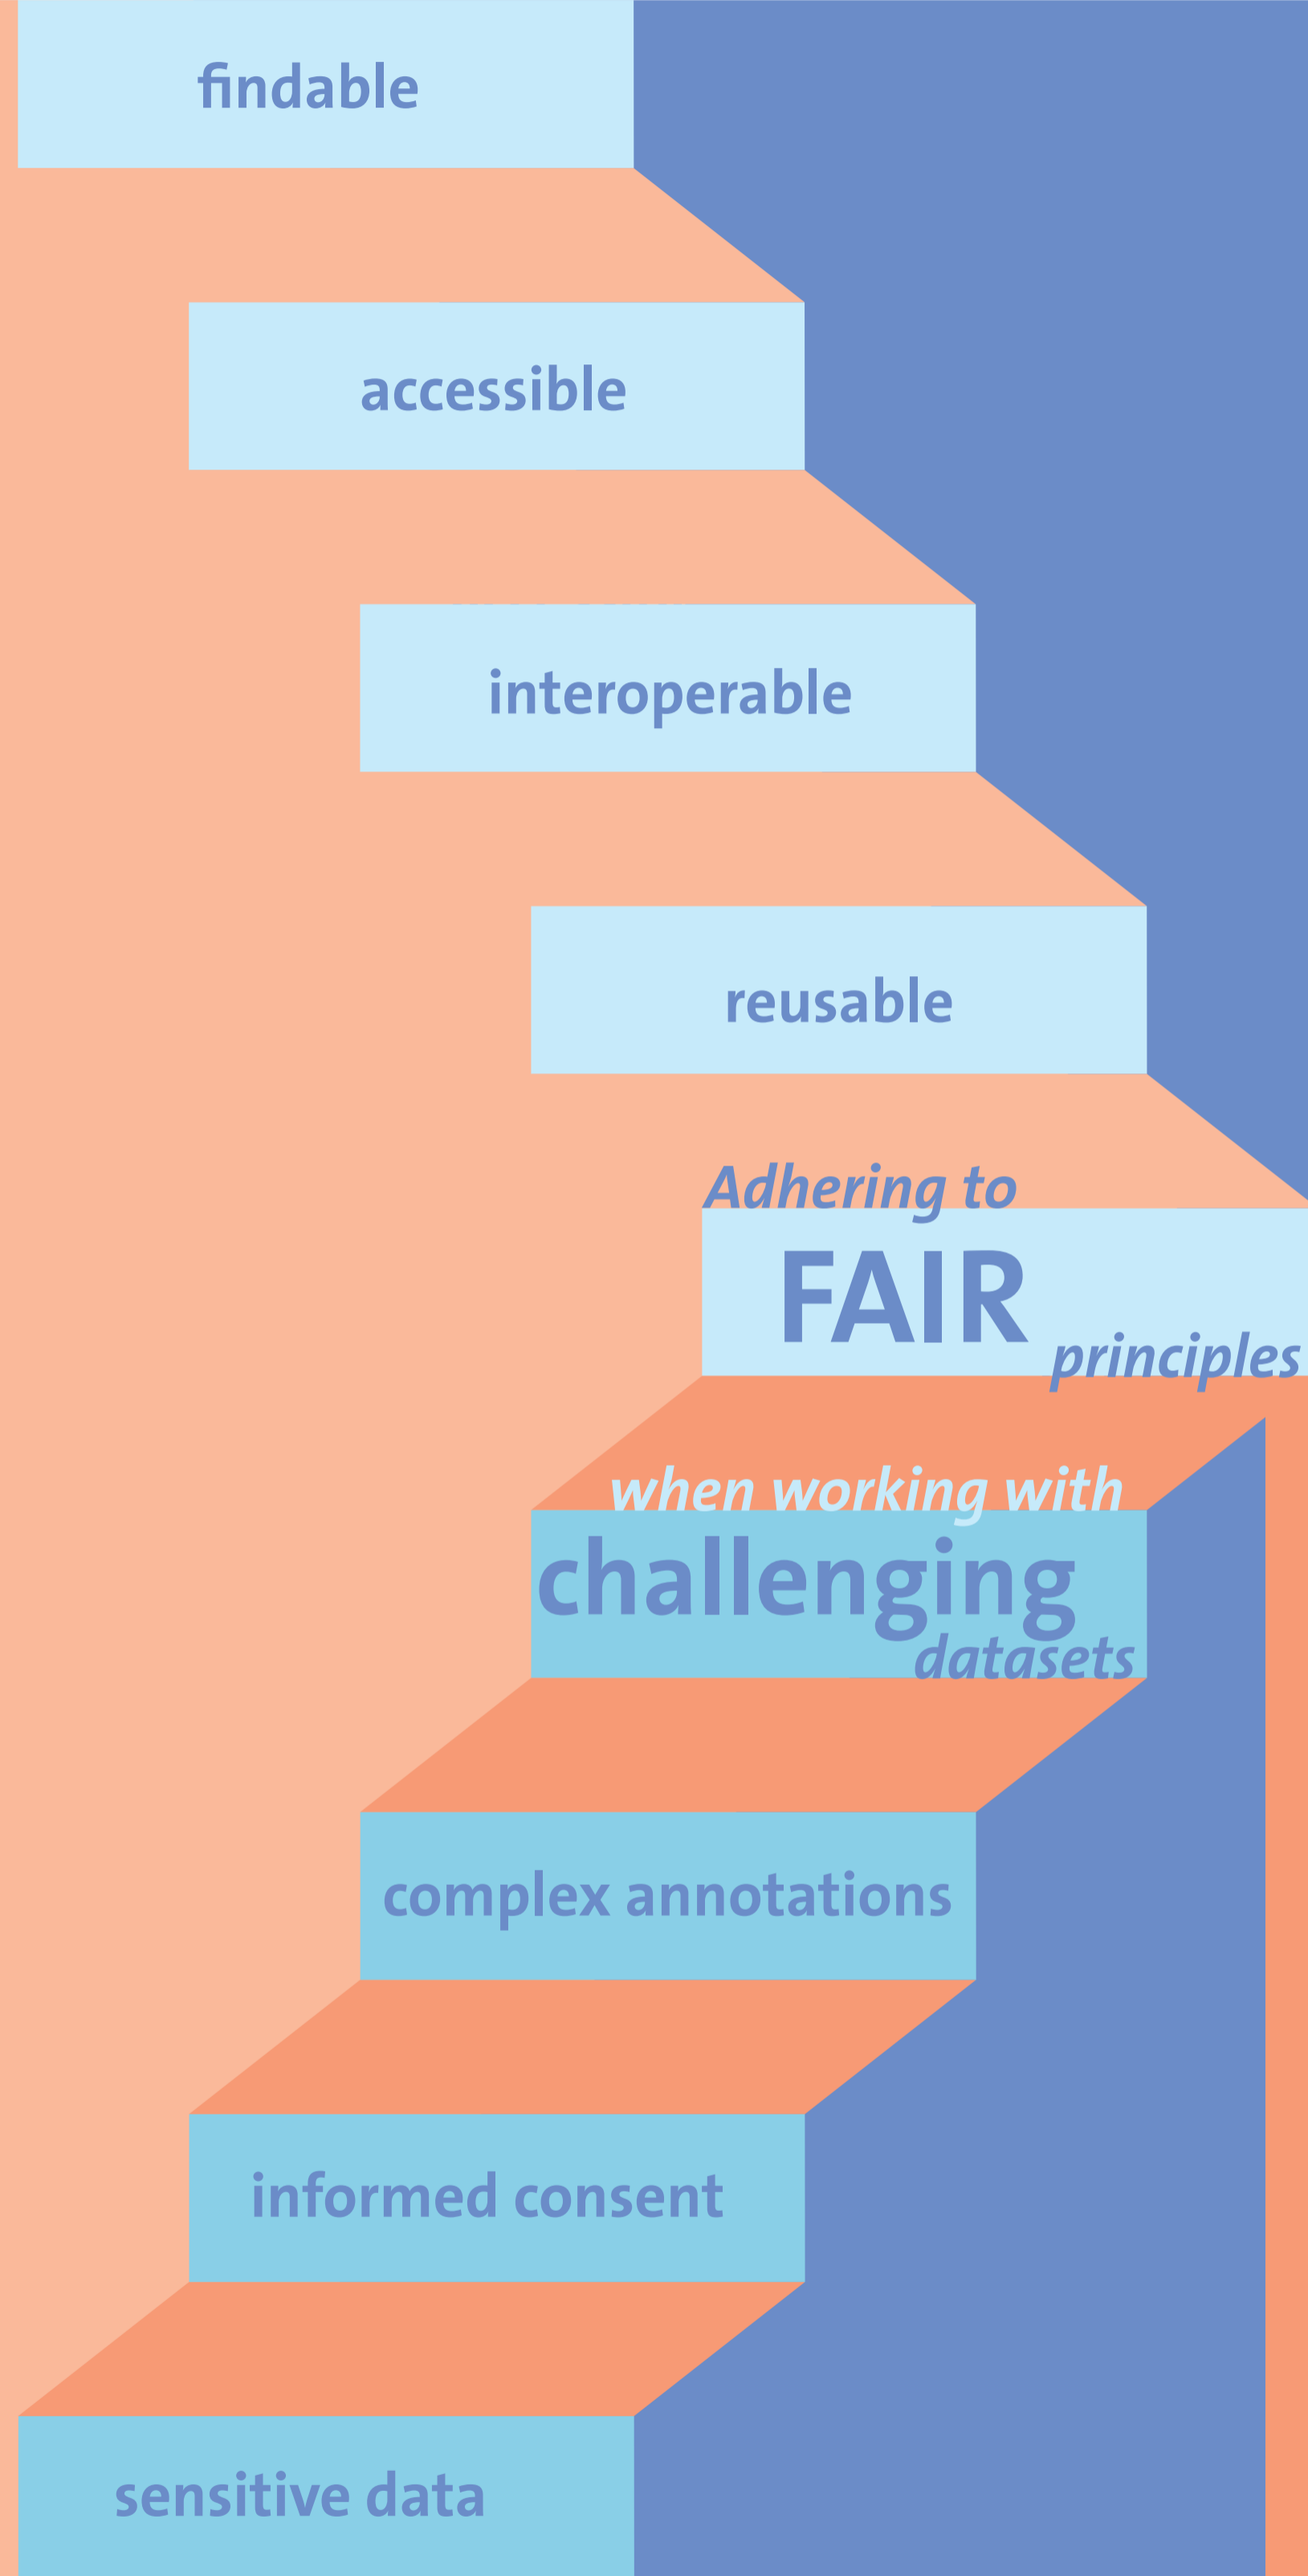 findable
accessible
interoperable
reusable
Adhering to
FAIR
principles
when working with
challenging
datasets
complex annotations
informed consent
sensitive data